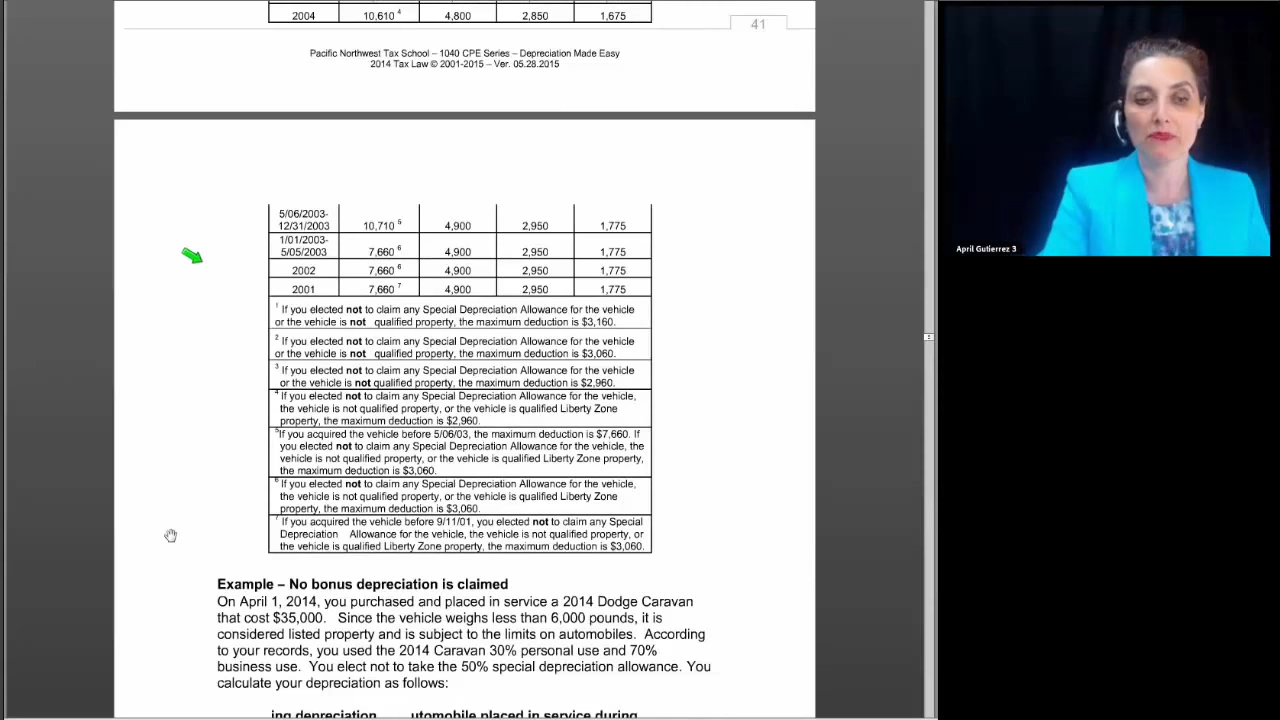 2004 10,610 4 4,800 2,850 1,675
41
Pacific Northwest Tax School – 1040 CPE Series – Depreciation Made Easy
2014 Tax Law © 2001-2015 – Ver. 05.28.2015
5/06/2003-
12/31/2003 10,710 5 4,900 2,950 1,775
1/01/2003-
5/05/2003 7,660 6 4,900 2,950 1,775
2002 7,660 6 4,900 2,950 1,775
2001 7,660 7 4,900 2,950 1,775
1 If you elected not to claim any Special Depreciation Allowance for the vehicle
or the vehicle is not qualified property, the maximum deduction is $3,160.
2 If you elected not to claim any Special Depreciation Allowance for the vehicle
or the vehicle is not qualified property, the maximum deduction is $3,060.
3 If you elected not to claim any Special Depreciation Allowance for the vehicle
or the vehicle is not qualified property, the maximum deduction is $2,960.
4 If you elected not to claim any Special Depreciation Allowance for the vehicle,
the vehicle is not qualified property, or the vehicle is qualified Liberty Zone
property, the maximum deduction is $2,960.
5 If you acquired the vehicle before 5/06/03, the maximum deduction is $7,660. If
you elected not to claim any Special Depreciation Allowance for the vehicle, the
vehicle is not qualified property, or the vehicle is qualified Liberty Zone property,
the maximum deduction is $3,060.
6 If you elected not to claim any Special Depreciation Allowance for the vehicle,
the vehicle is not qualified property, or the vehicle is qualified Liberty Zone
property, the maximum deduction is $3,060.
7 If you acquired the vehicle before 9/11/01, you elected not to claim any Special
Depreciation Allowance for the vehicle, the vehicle is not qualified property, or
the vehicle is qualified Liberty Zone property, the maximum deduction is $3,060.
Example – No bonus depreciation is claimed
On April 1, 2014, you purchased and placed in service a 2014 Dodge Caravan
that cost $35,000. Since the vehicle weighs less than 6,000 pounds, it is
considered listed property and is subject to the limits on automobiles. According
to your records, you used the 2014 Caravan 30% personal use and 70%
business use. You elect not to take the 50% special depreciation allowance. You
calculate your depreciation as follows:
ing depreciation utomobile placed in service during
April Gutierrez 3